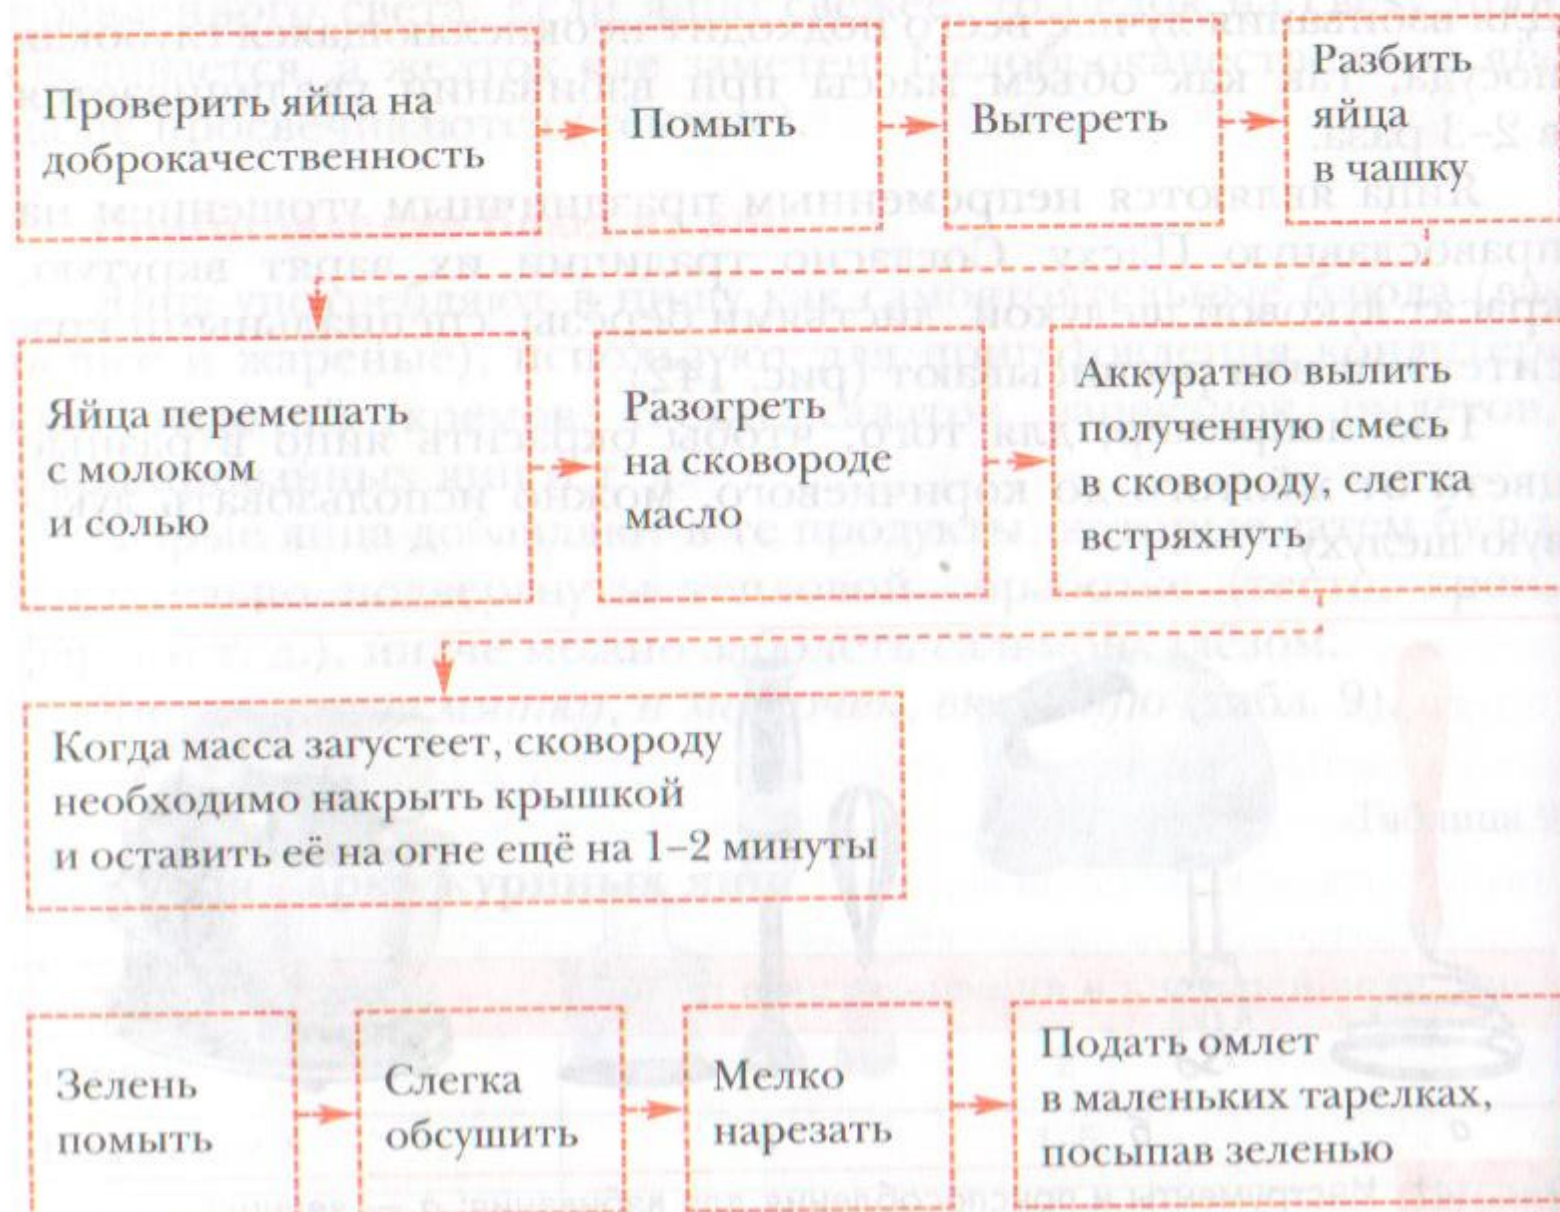 Проверить яйца на
доброкачественность
Помыть
Вытереть
Разбить
яйца
в чашку
Яйца перемешать
с молоком
и солью
Разогреть
на сковороде
масло
Аккуратно вылить
полученную смесь
в сковороду, слегка
встряхнуть
Когда масса загустеет, сковороду
необходимо накрыть крышкой
и оставить её на огне ещё на 1–2 минуты
Зелень
помыть
Слегка
обсушить
Мелко
нарезать
Подать омлет
в маленьких тарелках,
посыпав зеленью